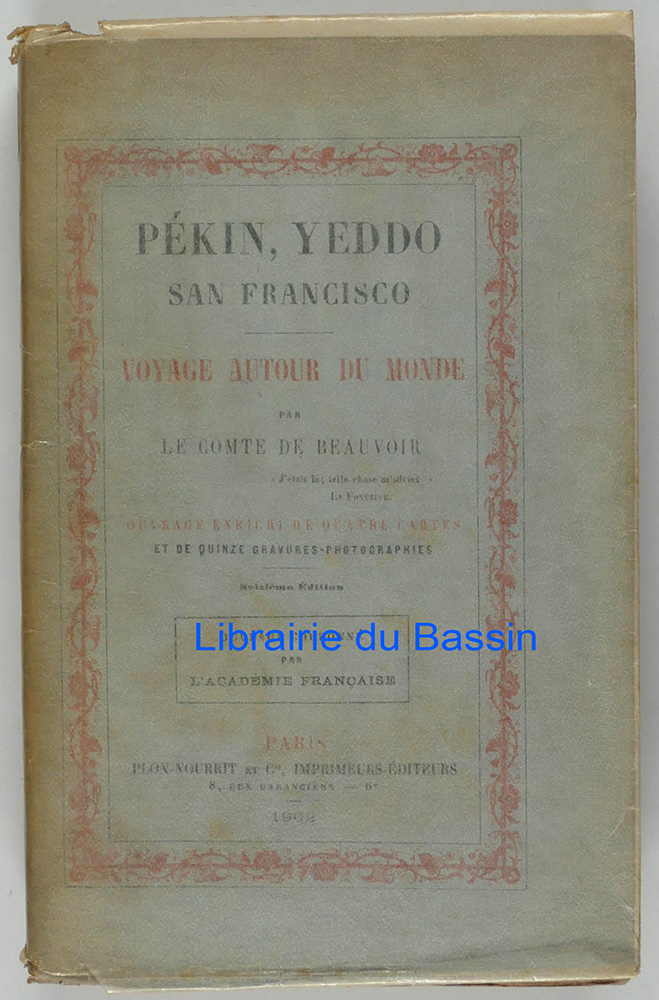 PÉKIN, YEDDO
SAN FRANCISCO
VOYAGE AUTOUR DU MONDE
PAR
LE COMTE DE BEAUVOIR
« J'étais là; telle chose m'advint »
LA FONTAINE.
OUVRAGE ENRICHI DE QUATRE CARTES
ET DE QUINZE GRAVURES-PHOTOGRAPHIES
Seizième Édition
Librairie du Bassin
PAR
L'ACADÉMIE FRANÇAISE
PARIS
PLON-NOURRIT ET Cie, IMPRIMEURS-ÉDITEURS
8, RUE GARANCIÈRE — 6e
1902